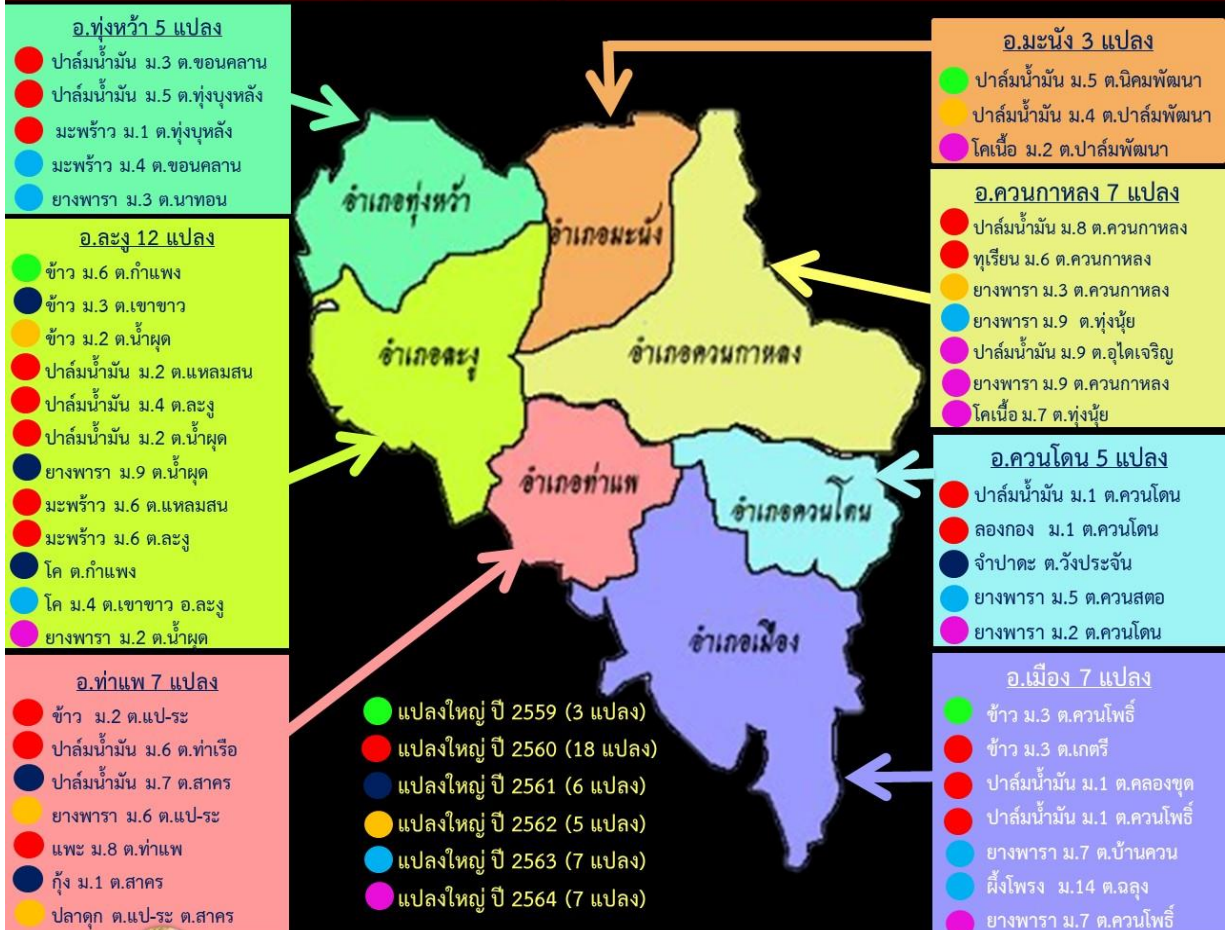 อ.ทุ่งหว้า 5 แปลง
ปาล์มน้ำมัน ม.3 ต.ขอนคลาน
ปาล์มน้ำมัน ม.5 ต.ทุ่งบุงหลัง
มะพร้าว ม.1 ต.ทุ่งบุหลัง
มะพร้าว ม.4 ต.ขอนคลาน
ยางพารา ม.3 ต.นาทอน
อ.ละงู 12 แปลง
ข้าว ม.6 ต.กำแพง
ข้าว ม.3 ต.เขาขาว
ข้าว ม.2 ต.น้ำผุด
ปาล์มน้ำมัน ม.2 ต.แหลมสน
ปาล์มน้ำมัน ม.4 ต.ละงู
ปาล์มน้ำมัน ม.2 ต.น้ำผุด
ยางพารา ม.9 ต.น้ำผุด
มะพร้าว ม.6 ต.แหลมสน
มะพร้าว ม.6 ต.ละงู
โค ต.กำแพง
โค ม.4 ต.เขาขาว อ.ละงู
ยางพารา ม.2 ต.น้ำผุด
อ.ท่าแพ 7 แปลง
ข้าว ม.2 ต.แป-ระ
ปาล์มน้ำมัน ม.6 ต.ท่าเรือ
ปาล์มน้ำมัน ม.7 ต.สาคร
ยางพารา ม.6 ต.แป-ระ
แพะ ม.8 ต.ท่าแพ
กุ้ง ม.1 ต.สาคร
ปลาดุก ต.แป-ระ ต.สาคร
อำเภอทุ่งหว้า
อำเภอมะนัง
อำเภอละงู
อำเภอควนกาหลง
อำเภอท่าแพ
อำเภอควนโดน
อำเภอเมือง
แปลงใหญ่ ปี 2559 (3 แปลง)
แปลงใหญ่ ปี 2560 (18 แปลง)
แปลงใหญ่ ปี 2561 (6 แปลง)
แปลงใหญ่ ปี 2562 (5 แปลง)
แปลงใหญ่ ปี 2563 (7 แปลง)
แปลงใหญ่ ปี 2564 (7 แปลง)
อ.มะนัง 3 แปลง
ปาล์มน้ำมัน ม.5 ต.นิคมพัฒนา
ปาล์มน้ำมัน ม.4 ต.ปาล์มพัฒนา
โคเนื้อ ม.2 ต.ปาล์มพัฒนา
อ.ควนกาหลง 7 แปลง
ปาล์มน้ำมัน ม.8 ต.ควนกาหลง
ทุเรียน ม.6 ต.ควนกาหลง
ยางพารา ม.3 ต.ควนกาหลง
ยางพารา ม.9 ต.ทุ่งนุ้ย
ปาล์มน้ำมัน ม.9 ต.อุไดเจริญ
ยางพารา ม.9 ต.ควนกาหลง
โคเนื้อ ม.7 ต.ทุ่งนุ้ย
อ.ควนโดน 5 แปลง
ปาล์มน้ำมัน ม.1 ต.ควนโดน
ลองกอง ม.1 ต.ควนโดน
จำปาดะ ต.วังประจัน
ยางพารา ม.5 ต.ควนสตอ
ยางพารา ม.2 ต.ควนโดน
อ.เมือง 7 แปลง
ข้าว ม.3 ต.ควนโพธิ์
ข้าว ม.3 ต.เกตรี
ปาล์มน้ำมัน ม.1 ต.คลองขุด
ปาล์มน้ำมัน ม.1 ต.ควนโพธิ์
ยางพารา ม.7 ต.บ้านควน
ผึ้งโพรง ม.14 ต.ฉลุง
ยางพารา ม.7 ต.ควนโพธิ์